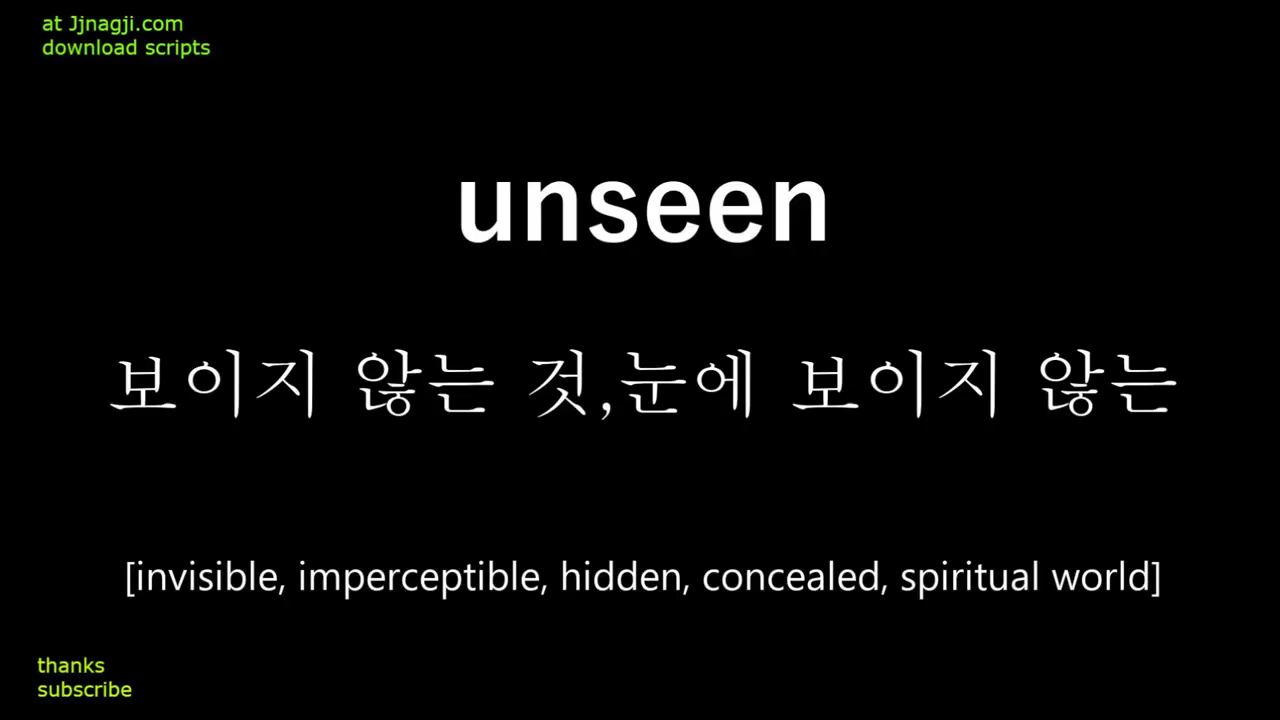 at Jjnagji.com
download scripts
unseen
보이지 않는 것,눈에 보이지 않는
[invisible, imperceptible, hidden, concealed, spiritual world]
thanks
subscribe